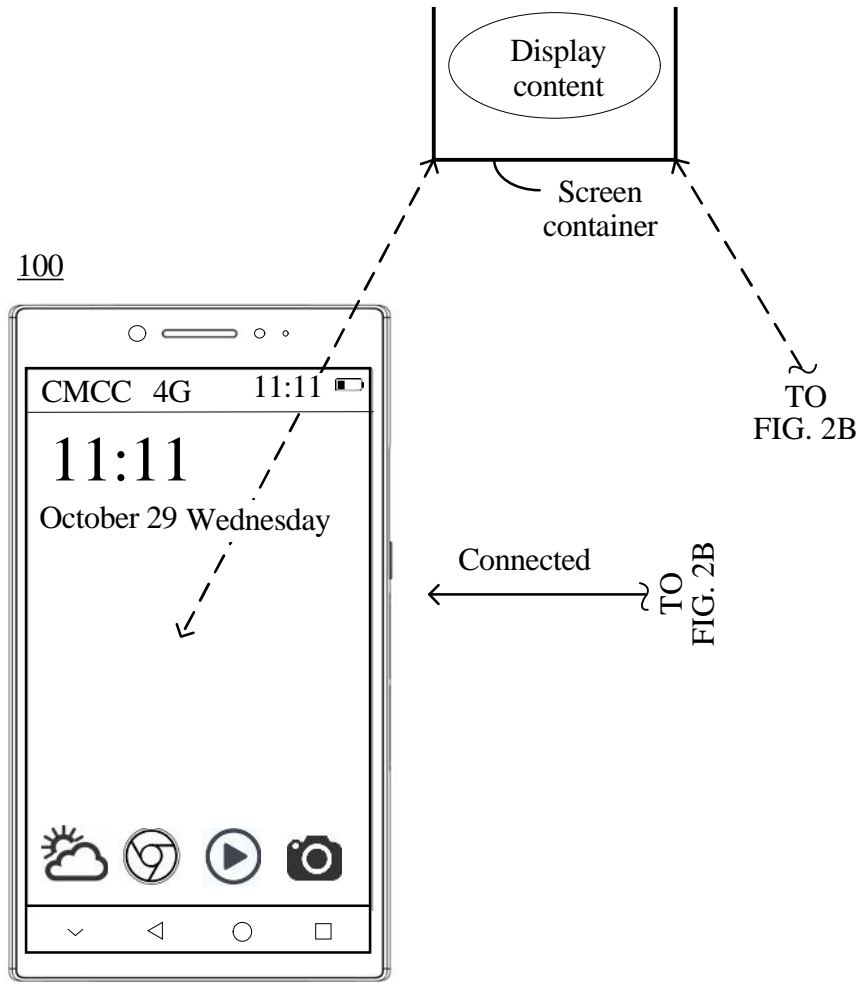 Display
content
Screen
container
100
TO
FIG. 2B
CMCC 4G 11:11
11:11
October 29 Wednesday
Connected
TO
FIG. 2B